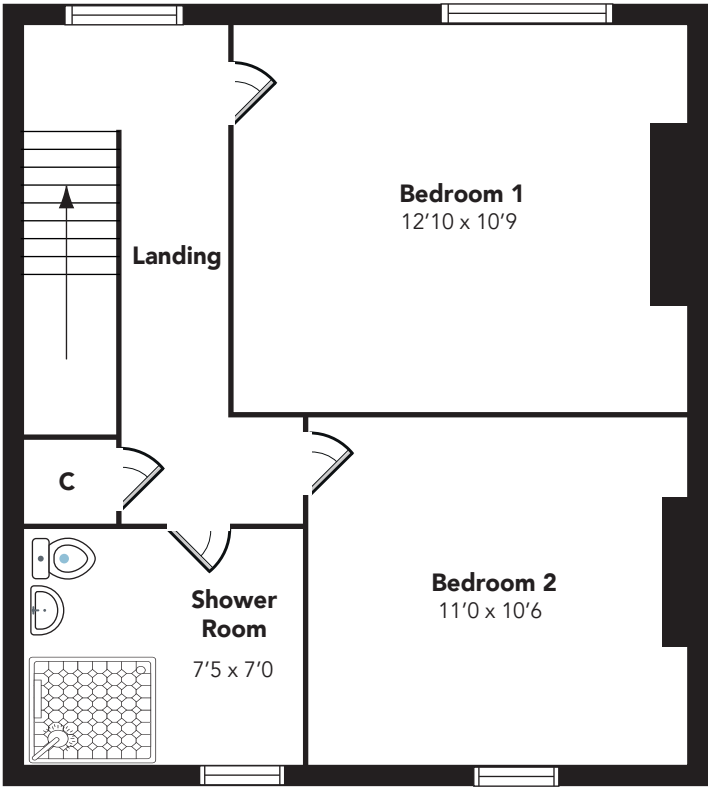 Bedroom 1
12’10 x 10’9
Landing
C
Bedroom 2
11’0 x 10’6
Shower
Room
7’5 x 7’0